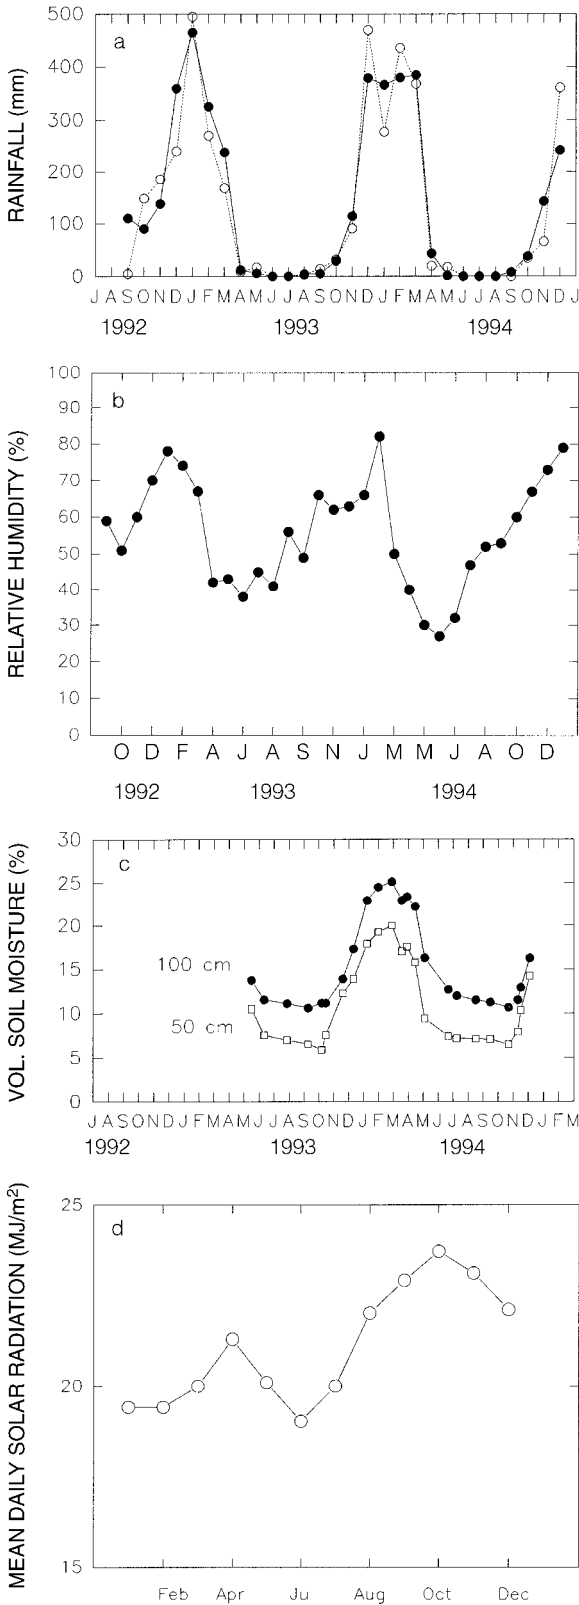 RAINFALL (mm)
a
500
400
300
200
100
0
J A S O N D J F M A M J J A S O N D J F M A M J J A S O N D J
1992 1993 1994
RELATIVE HUMIDITY (%)
b
100
90
80
70
60
50
40
30
20
10
0
O D F A J A S N J M M J A O D
1992 1993 1994
VOL. SOIL MOISTURE (%)
c
30
25
20
15
10
5
0
100 cm
50 cm
J A S O N D J F M A M J J A S O N D J F M A M J J A S O N D J F M
1992 1993 1994
MEAN DAILY SOLAR RADIATION (MJ/m²)
d
25
20
15
Feb Apr Ju Aug Oct Dec